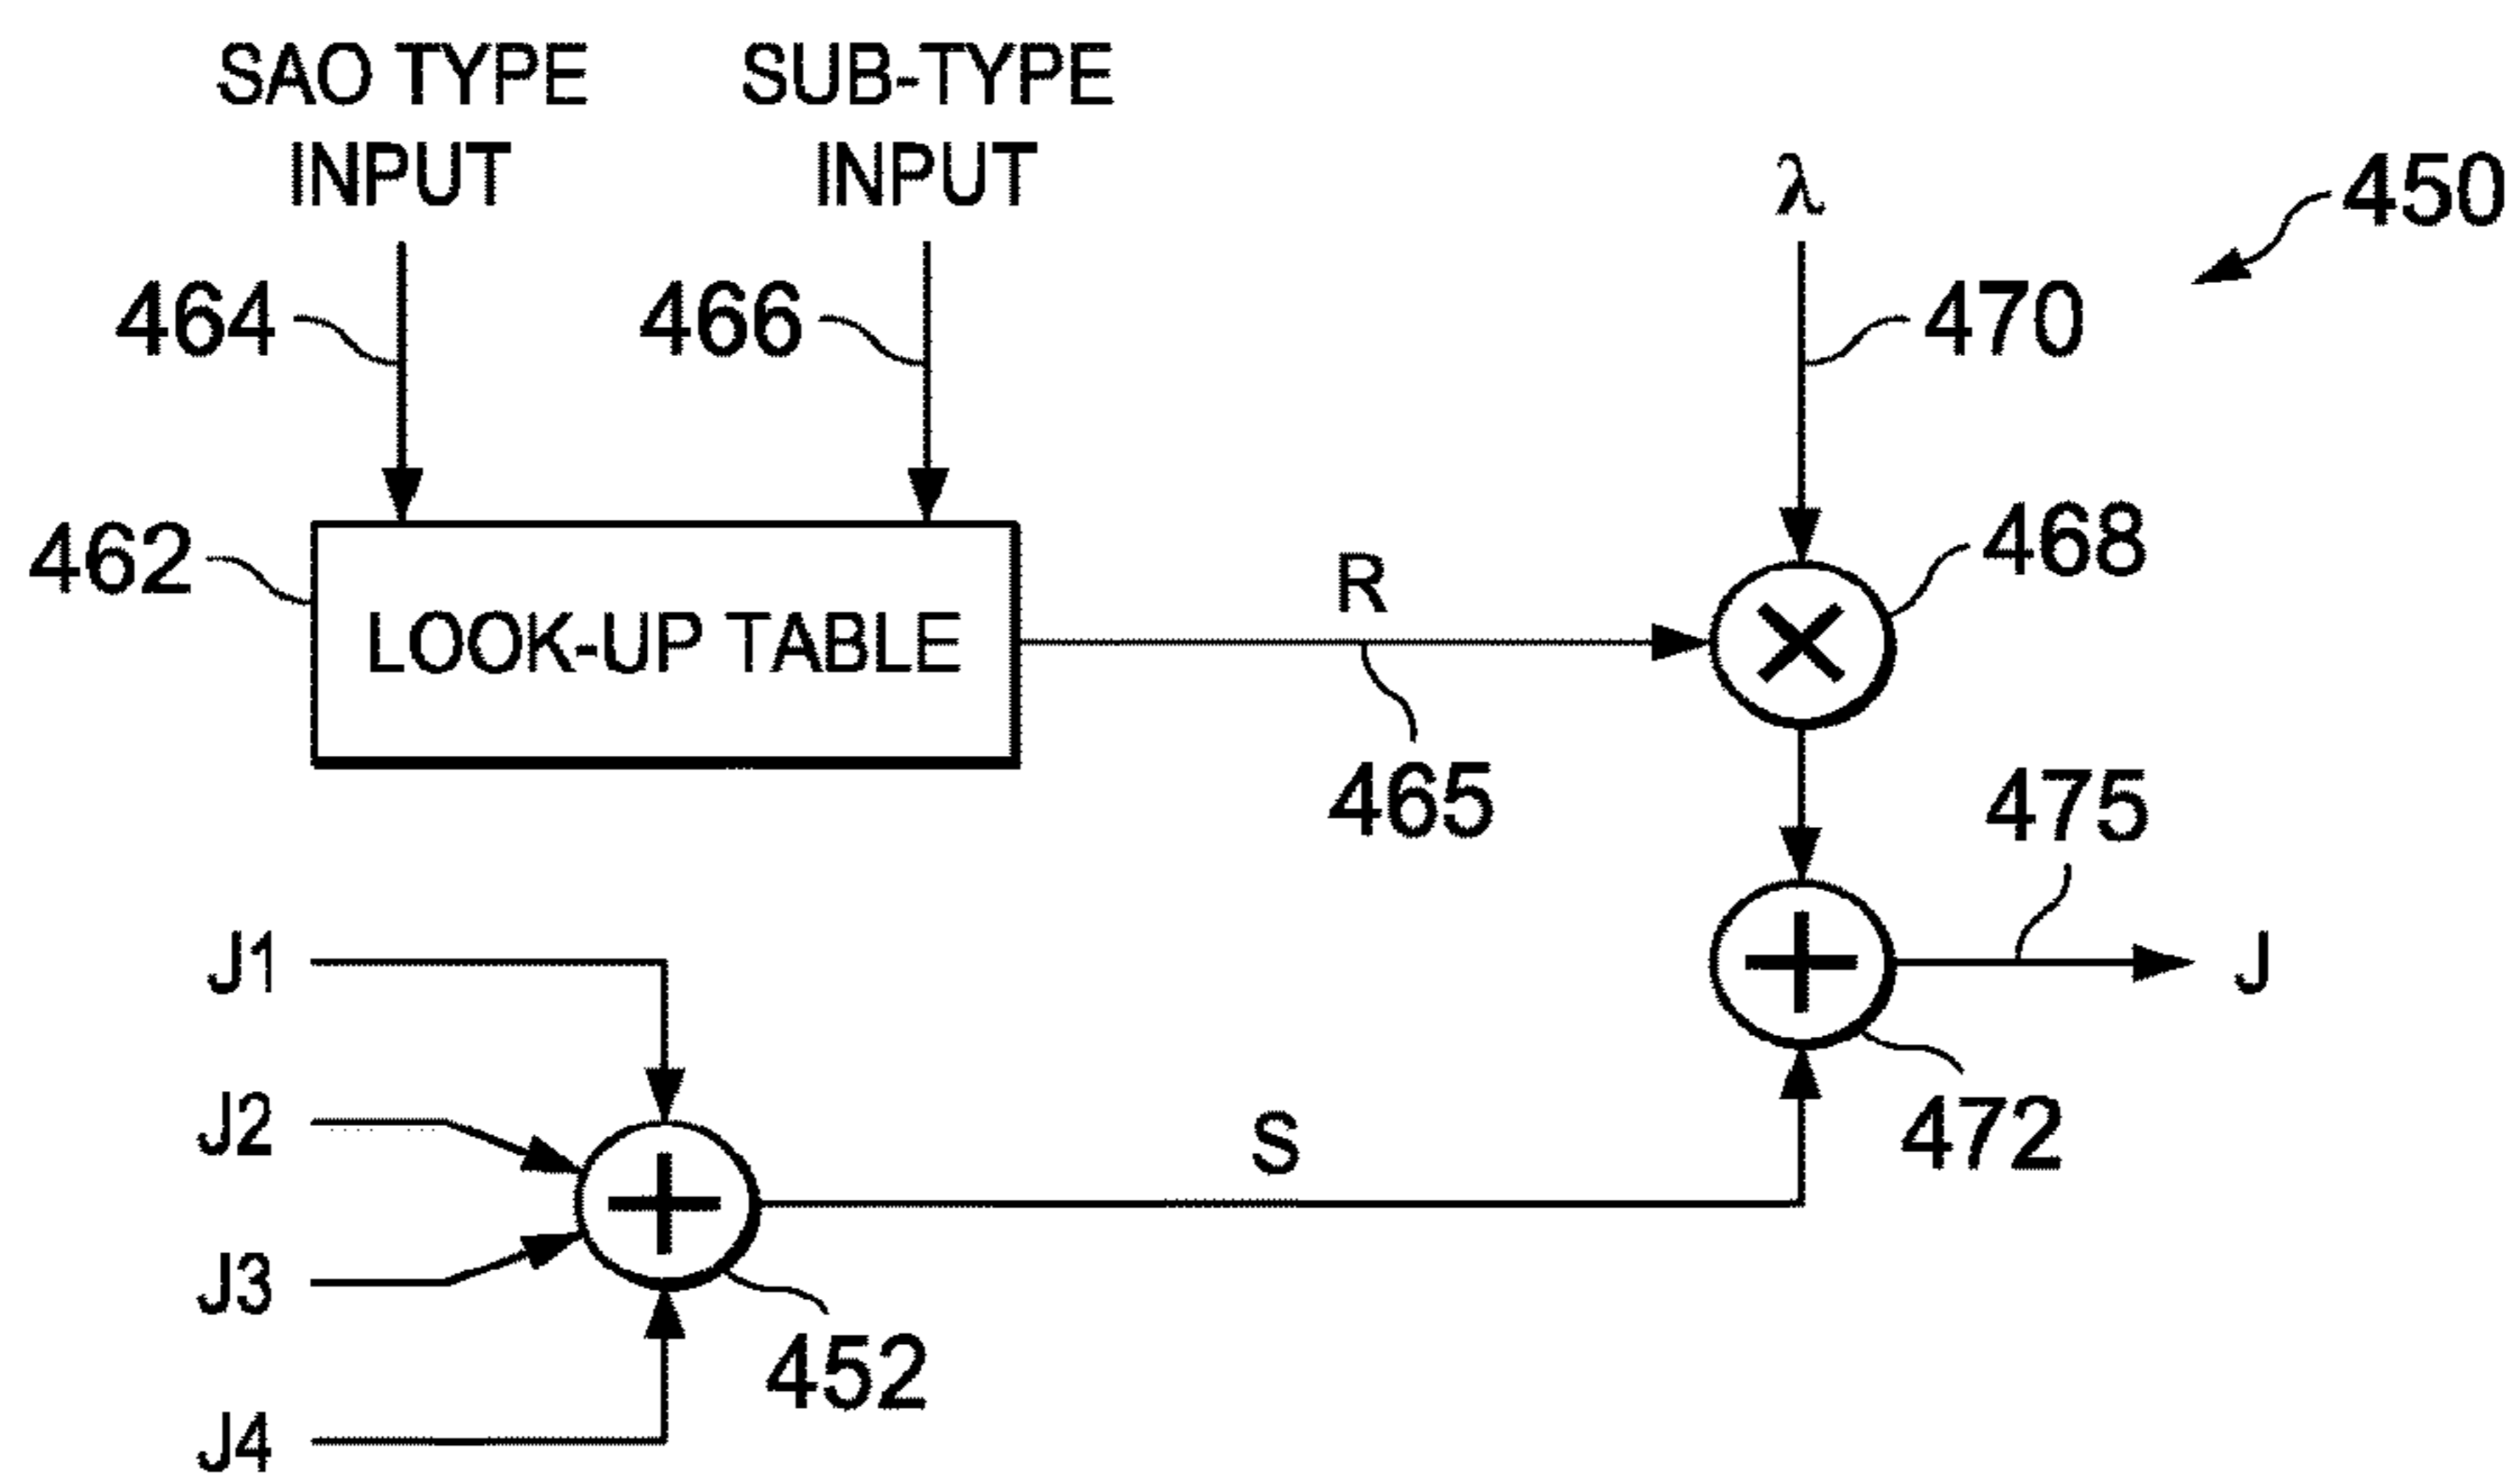 SAO TYPE
INPUT
SUB-TYPE
INPUT
λ
450
464
466
470
462
LOOK-UP TABLE
R
468
465
475
J1
J
J2
S
472
J3
452
J4